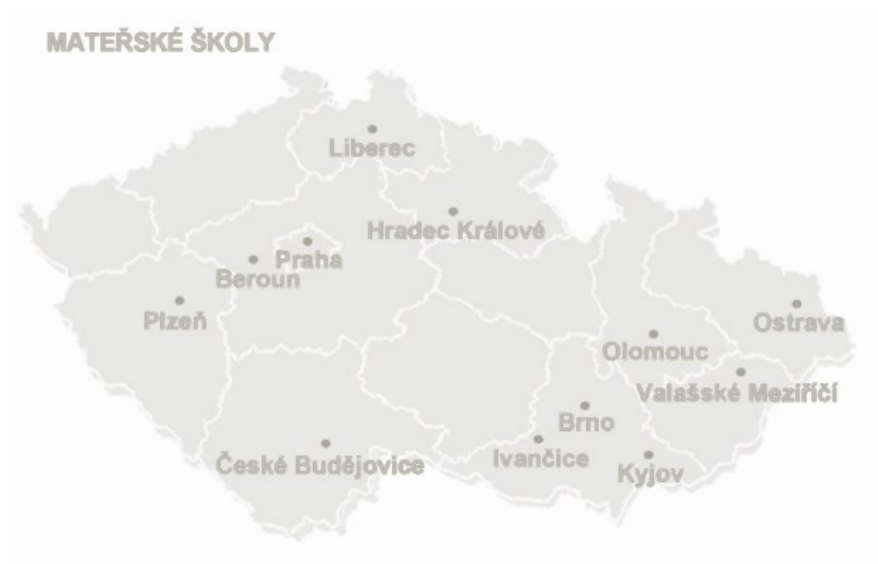 MATEŘSKÉ ŠKOLY
Liberec
Hradec Králové
Praha
Beroun
Plzeň
Ostrava
Olomouc
Valašské Meziříčí
Brno
Ivančice
České Budějovice
Kyjov